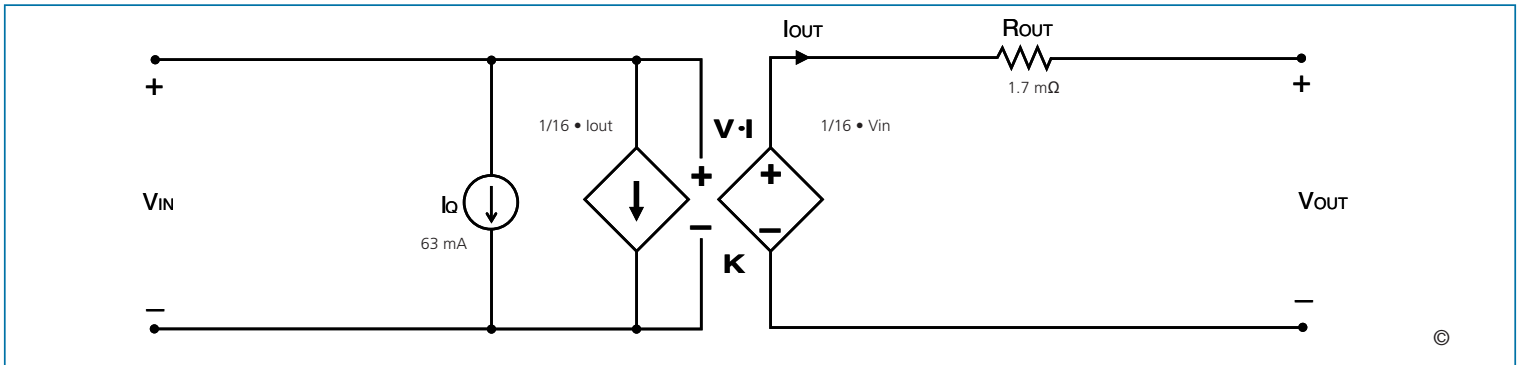 IOUT
ROUT
1.7 mΩ
+
+
1/16 • Iout
V•I
1/16 • Vin
+
+
VIN
IQ
VOUT
–
–
63 mA
K
–
–
©